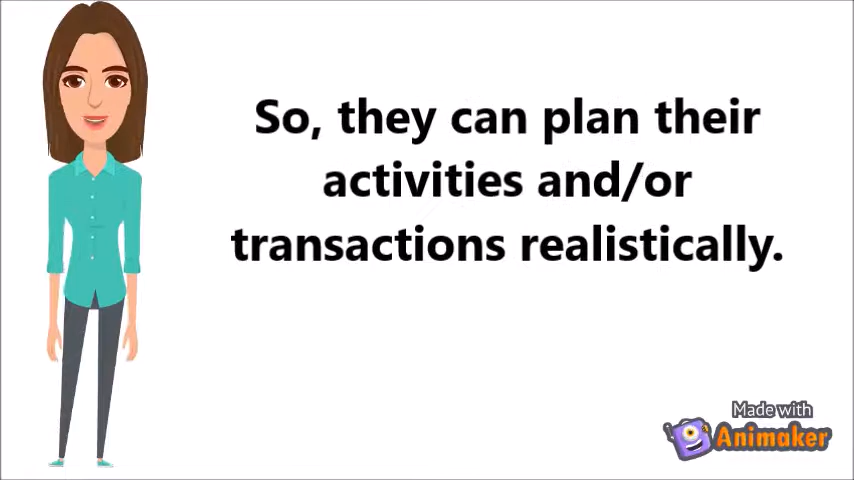 So, they can plan their
activities and/or
transactions realistically.
Made with
Animaker